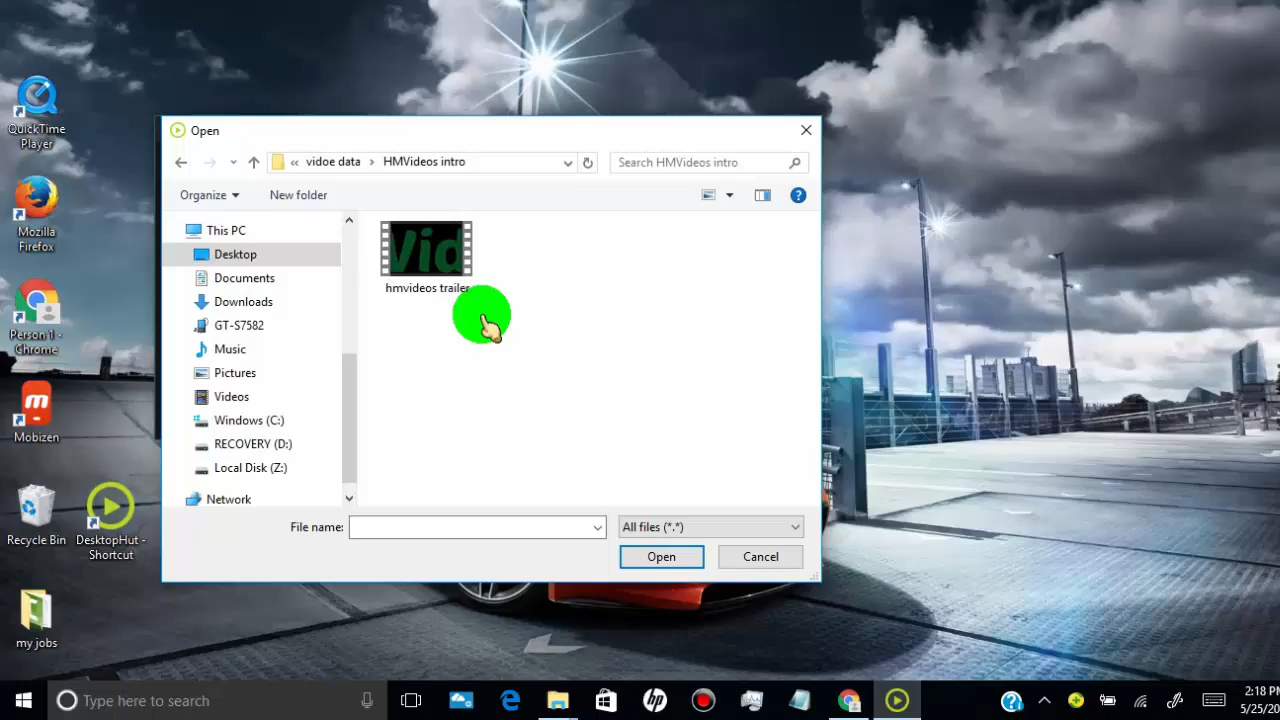 QuickTime
Player
Mozilla
Firefox
Person 1 -
Chrome
Mobizen
Recycle Bin
DesktopHut -
Shortcut
my jobs
Open
« vidoe data > HMVideos intro
Search HMVideos intro
Organize
New folder
This PC
Desktop
Documents
Downloads
GT-S7582
Music
Pictures
Videos
Windows (C:)
RECOVERY (D:)
Local Disk (Z:)
Network
Vid
hmvideos trailer
File name:
All files (*.*)
Open
Cancel
Type here to search
2:18 PM